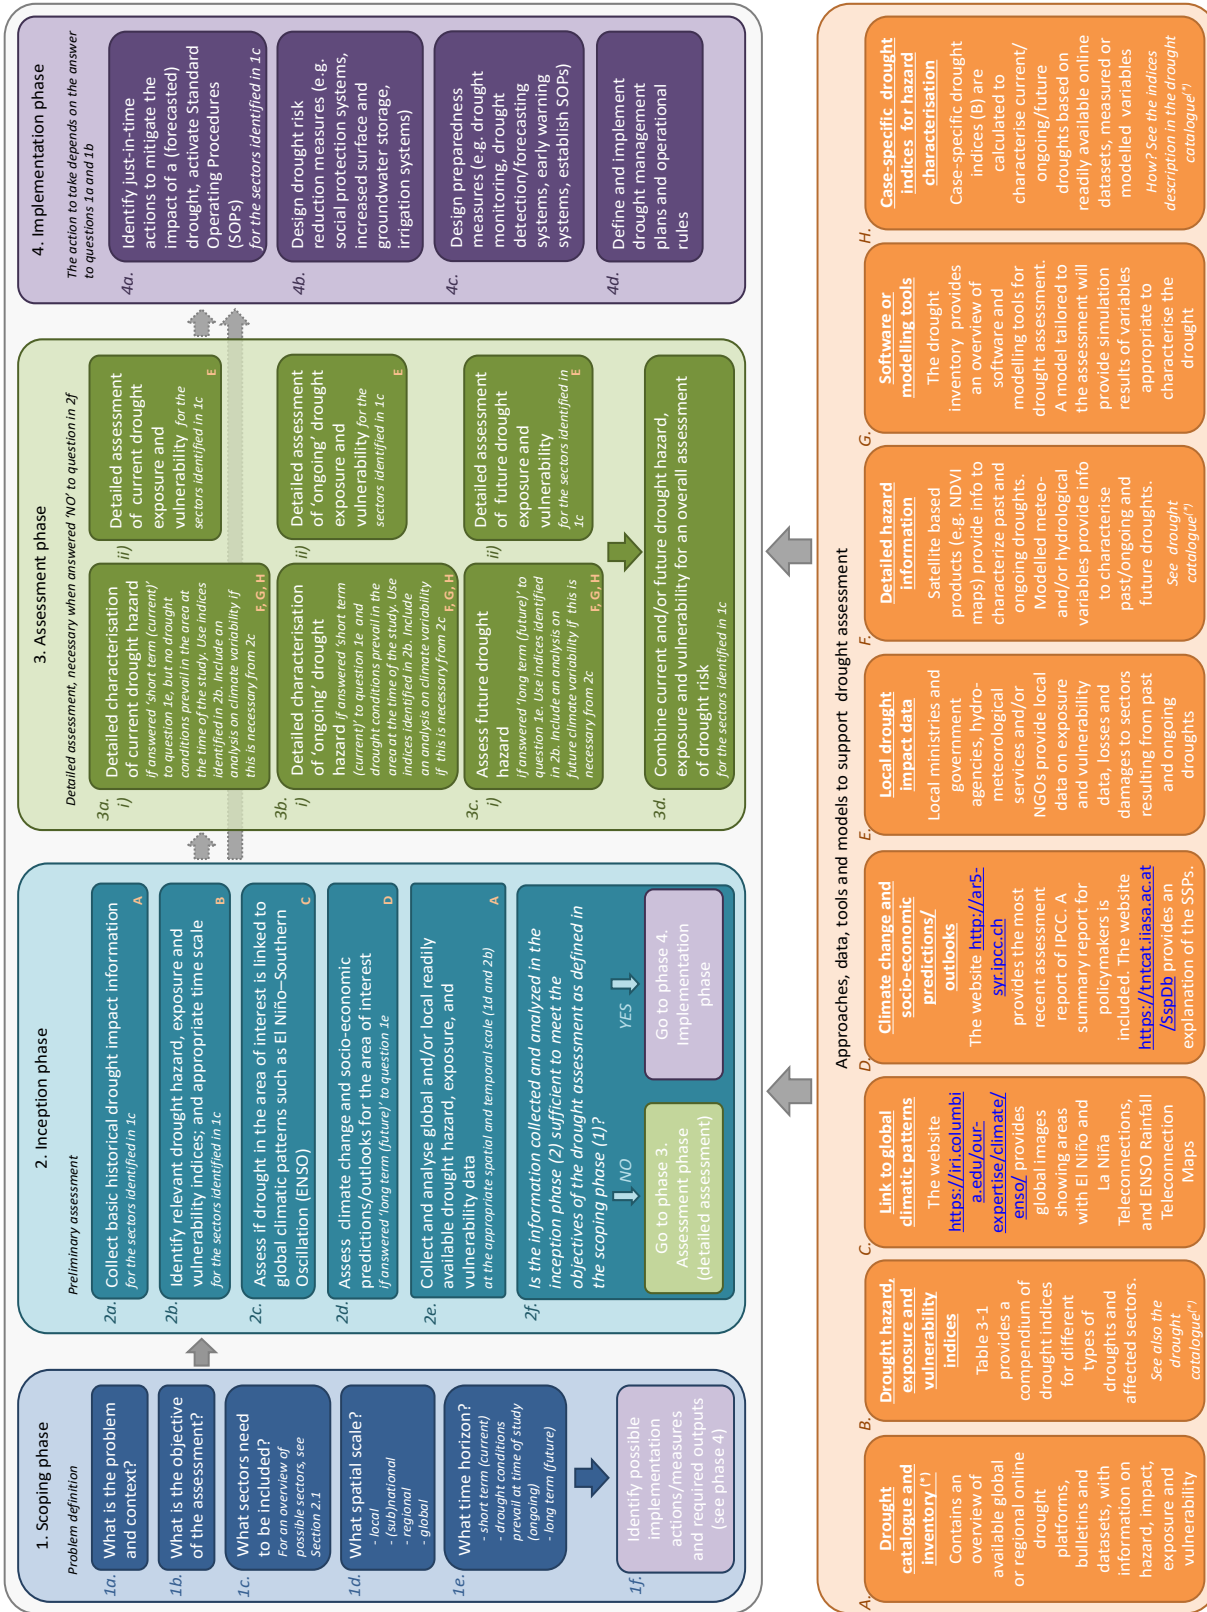 1. Scoping phase
Problem definition
1a.
What is the problem
and context?
1b.
What is the objective
of the assessment?
1c.
What sectors need
to be included?
For an overview of
possible sectors, see
Section 2.1
1d.
What spatial scale?
- local
- (sub)national
- regional
- global
1e.
What time horizon?
- short term (current)
- drought conditions
prevail at time of study
(ongoing)
- long term (future)
1f.
Identify possible
implementation
actions/measures
and required outputs
(see phase 4)
2. Inception phase
Preliminary assessment
2a.
Collect basic historical drought impact information
for the sectors identified in 1c
A
2b.
Identify relevant drought hazard, exposure and
vulnerability indices; and appropriate time scale
for the sectors identified in 1c
B
2c.
Assess if drought in the area of interest is linked to
global climatic patterns such as El Niño–Southern
Oscillation (ENSO)
C
2d.
Assess climate change and socio-economic
predictions/outlooks for the area of interest
if answered 'long term (future)' to question 1e
D
2e.
Collect and analyse global and/or local readily
available drought hazard, exposure, and
vulnerability data
at the appropriate spatial and temporal scale (1d and 2b)
A
2f.
Is the information collected and analyzed in the
inception phase (2) sufficient to meet the
objectives of the drought assessment as defined in
the scoping phase (1)?
NO
YES
Go to phase 3.
Assessment phase
(detailed assessment)
Go to phase 4.
Implementation
phase
3. Assessment phase
Detailed assessment, necessary when answered 'NO' to question in 2f
3a.
i)
Detailed characterisation
of current drought hazard
if answered 'short term (current)'
to question 1e, but no drought
conditions prevail in the area at
the time of the study. Use indices
identified in 2b. Include an
analysis on climate variability if
this is necessary from 2c
F, G, H
ii)
Detailed assessment
of current drought
exposure and
vulnerability for the
sectors identified in 1c
E
3b.
i)
Detailed characterisation
of 'ongoing' drought
hazard if answered 'short term
(current)' to question 1e and
drought conditions prevail in the
area at the time of the study. Use
indices identified in 2b. Include
an analysis on climate variability
if this is necessary from 2c
F, G, H
ii)
Detailed assessment
of 'ongoing' drought
exposure and
vulnerability for the
sectors identified in 1c
E
3c.
i)
Assess future drought
hazard
if answered 'long term (future)' to
question 1e. Use indices identified
in 2b. Include an analysis on
future climate variability if this is
necessary from 2c
F, G, H
ii)
Detailed assessment
of future drought
exposure and
vulnerability
for the sectors identified in
1c
E
3d.
Combine current and/or future drought hazard,
exposure and vulnerability for an overall assessment
of drought risk
for the sectors identified in 1c
4. Implementation phase
The action to take depends on the answer
to questions 1a and 1b
4a.
Identify just-in-time
actions to mitigate the
impact of a (forecasted)
drought, activate Standard
Operating Procedures
(SOPs)
for the sectors identified in 1c
4b.
Design drought risk
reduction measures (e.g.
social protection systems,
increased surface and
groundwater storage,
irrigation systems)
4c.
Design preparedness
measures (e.g. drought
monitoring, drought
detection/forecasting
systems, early warning
systems, establish SOPs)
4d.
Define and implement
drought management
plans and operational
rules
Approaches, data, tools and models to support drought assessment
A.
Drought
catalogue and
inventory(*)
Contains an
overview of
available global
or regional online
drought
platforms,
bulletins and
datasets, with
information on
hazard, impact,
exposure and
vulnerability
B.
Drought hazard,
exposure and
vulnerability
indices
Table 3-1
provides a
compendium of
drought indices
for different
types of
droughts and
affected sectors.
See also the
drought
catalogue(*)
C.
Link to global
climatic patterns
The website
https://iri.columbi
a.edu/our-
expertise/climate/
enso/ provides
global images
showing areas
with El Niño and
La Niña
Teleconnections,
and ENSO Rainfall
Teleconnection
Maps
D.
Climate change and
socio-economic
predictions/
outlooks
The website http://ar5-
syr.ipcc.ch
provides the most
recent assessment
report of IPCC. A
summary report for
policymakers is
included. The website
https://tntcat.iiasa.ac.at
/SspDb provides an
explanation of the SSPs.
E.
Local drought
impact data
Local ministries and
government
agencies, hydro-
meteorological
services and/or
NGOs provide local
data on exposure
and vulnerability
data, losses and
damages to sectors
resulting from past
and ongoing
droughts
F.
Detailed hazard
information
Satellite based
products (e.g. NDVI
maps) provide info to
characterize past and
ongoing droughts.
Modelled meteo-
and/or hydrological
variables provide info
to characterise
past/ongoing and
future droughts.
See drought
catalogue(*)
G.
Software or
modelling tools
The drought
inventory provides
an overview of
software and
modelling tools for
drought assessment.
A model tailored to
the assessment will
provide simulation
results of variables
appropriate to
characterise the
drought
H.
Case-specific drought
indices for hazard
characterisation
Case-specific drought
indices (B) are
calculated to
characterise current/
ongoing/future
droughts based on
readily available online
datasets, measured or
modelled variables
How? See the indices
description in the drought
catalogue(*)